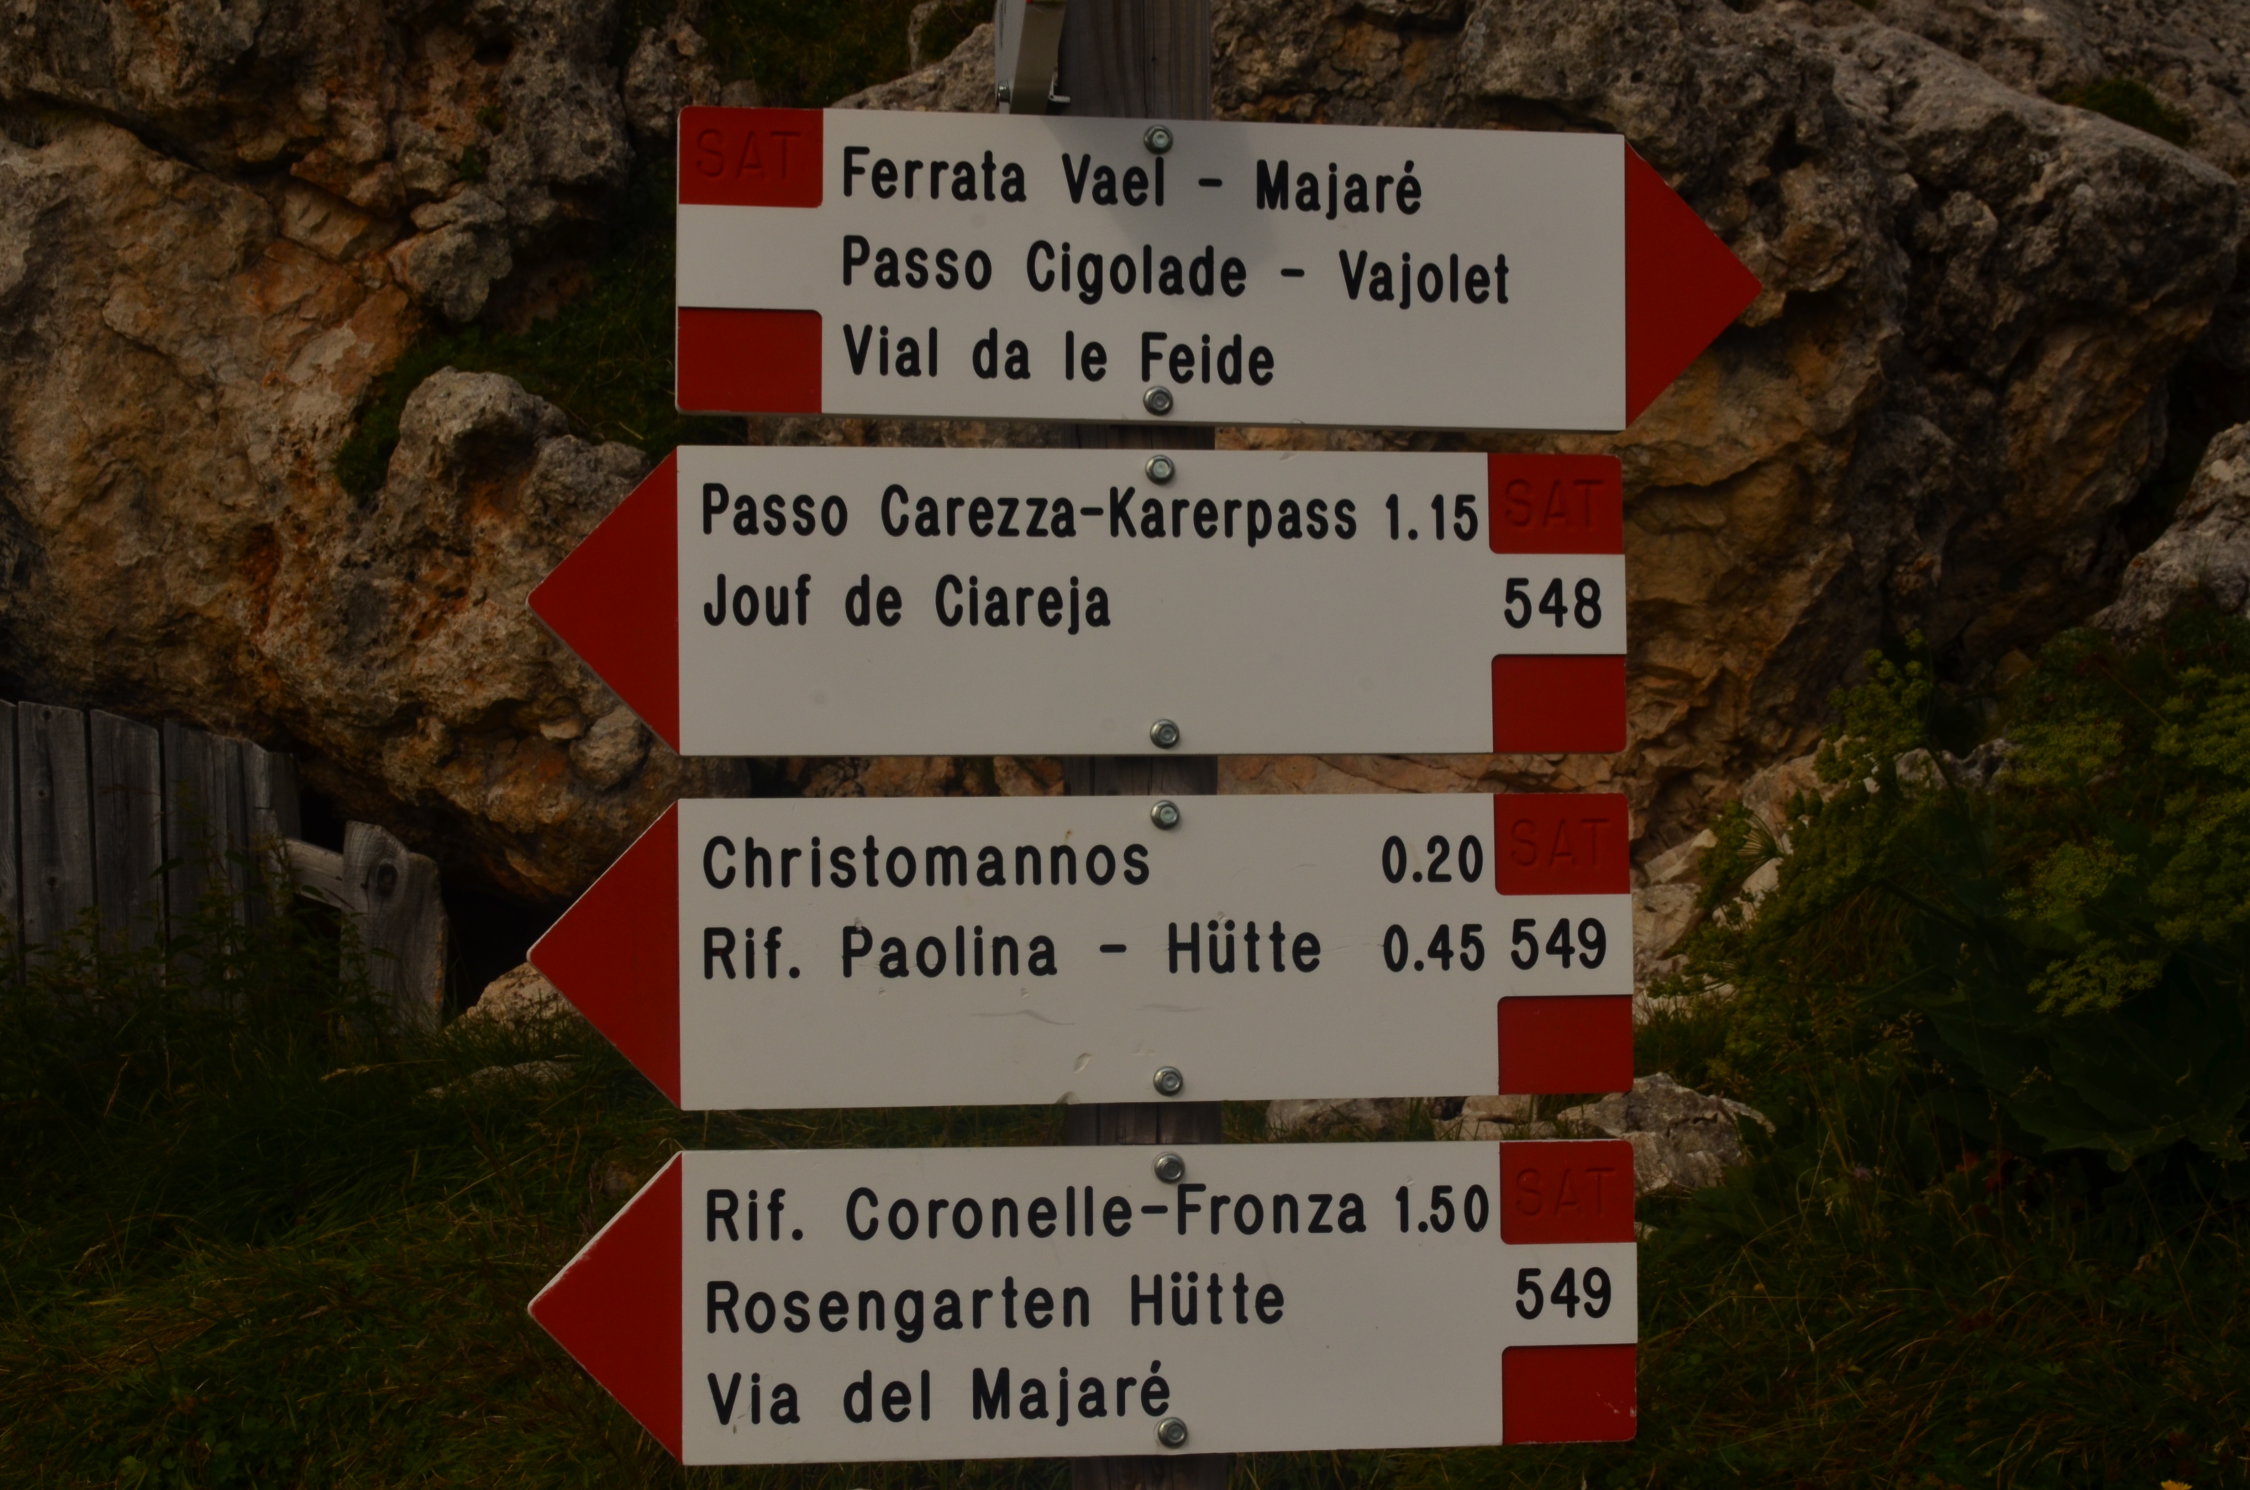 SAT
Ferrata Vael - Majaré
Passo Cigolade - Vajolet
Vial da le Feide
Passo Carezza-Karerpass 1.15 SAT
Jouf de Ciareja 548
Christomannos 0.20 SAT
Rif. Paolina - Hütte 0.45 549
Rif. Coronelle-Fronza 1.50 SAT
Rosengarten Hütte 549
Via del Majaré